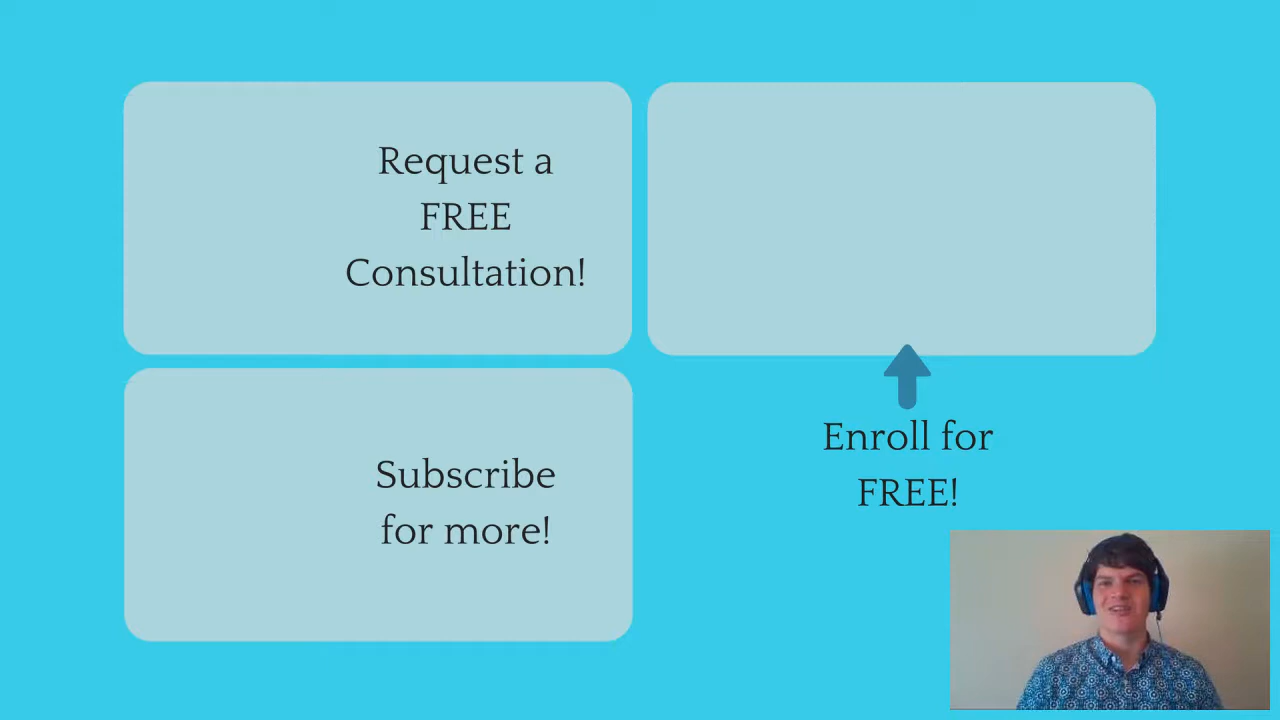 Request a
FREE
Consultation!
Subscribe
for more!
Enroll for
FREE!